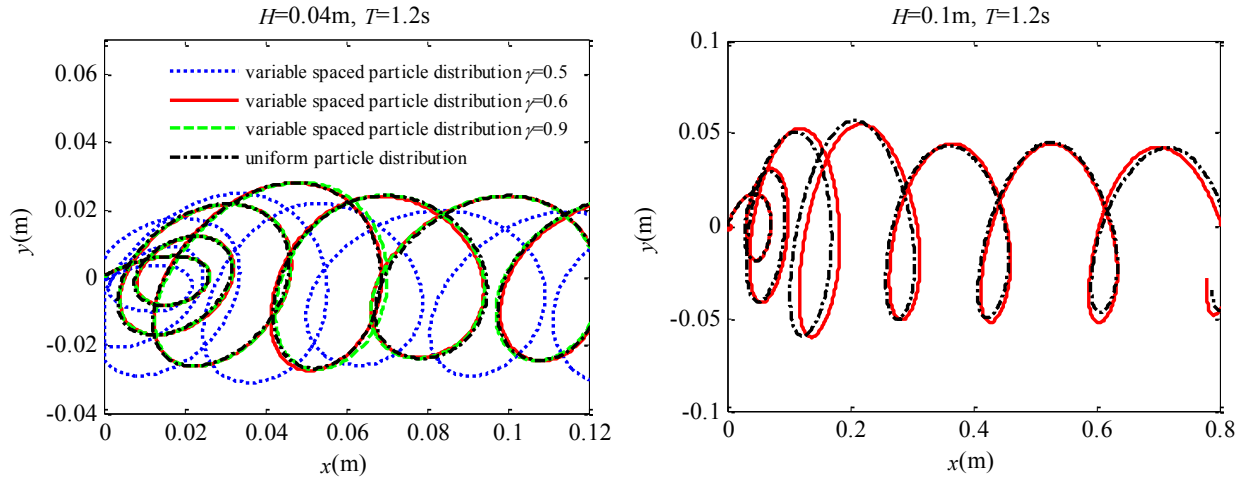 H=0.04m, T=1.2s
0.06
0.04
0.02
0
-0.02
-0.04
y(m)
variable spaced particle distribution γ=0.5
variable spaced particle distribution γ=0.6
variable spaced particle distribution γ=0.9
uniform particle distribution
0 0.02 0.04 0.06 0.08 0.1 0.12
x(m)
H=0.1m, T=1.2s
0.1
0.05
0
-0.05
-0.1
y(m)
0 0.2 0.4 0.6 0.8
x(m)